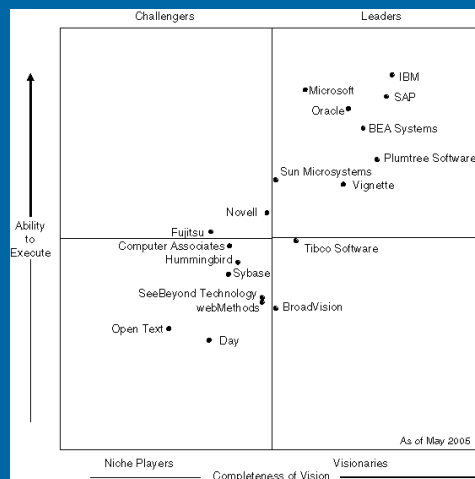 Challengers
Leaders
IBM
Microsoft
SAP
Oracle
BEA Systems
Plumtree Software
Sun Microsystems
Vignette
Novell
Ability
to
Execute
Fujitsu
Computer Associates
Tibco Software
Hummingbird
Sybase
SeeBeyond Technology
webMethods
BroadVision
Open Text
Day
As of May 2005
Niche Players
Visionaries
Completeness of Vision